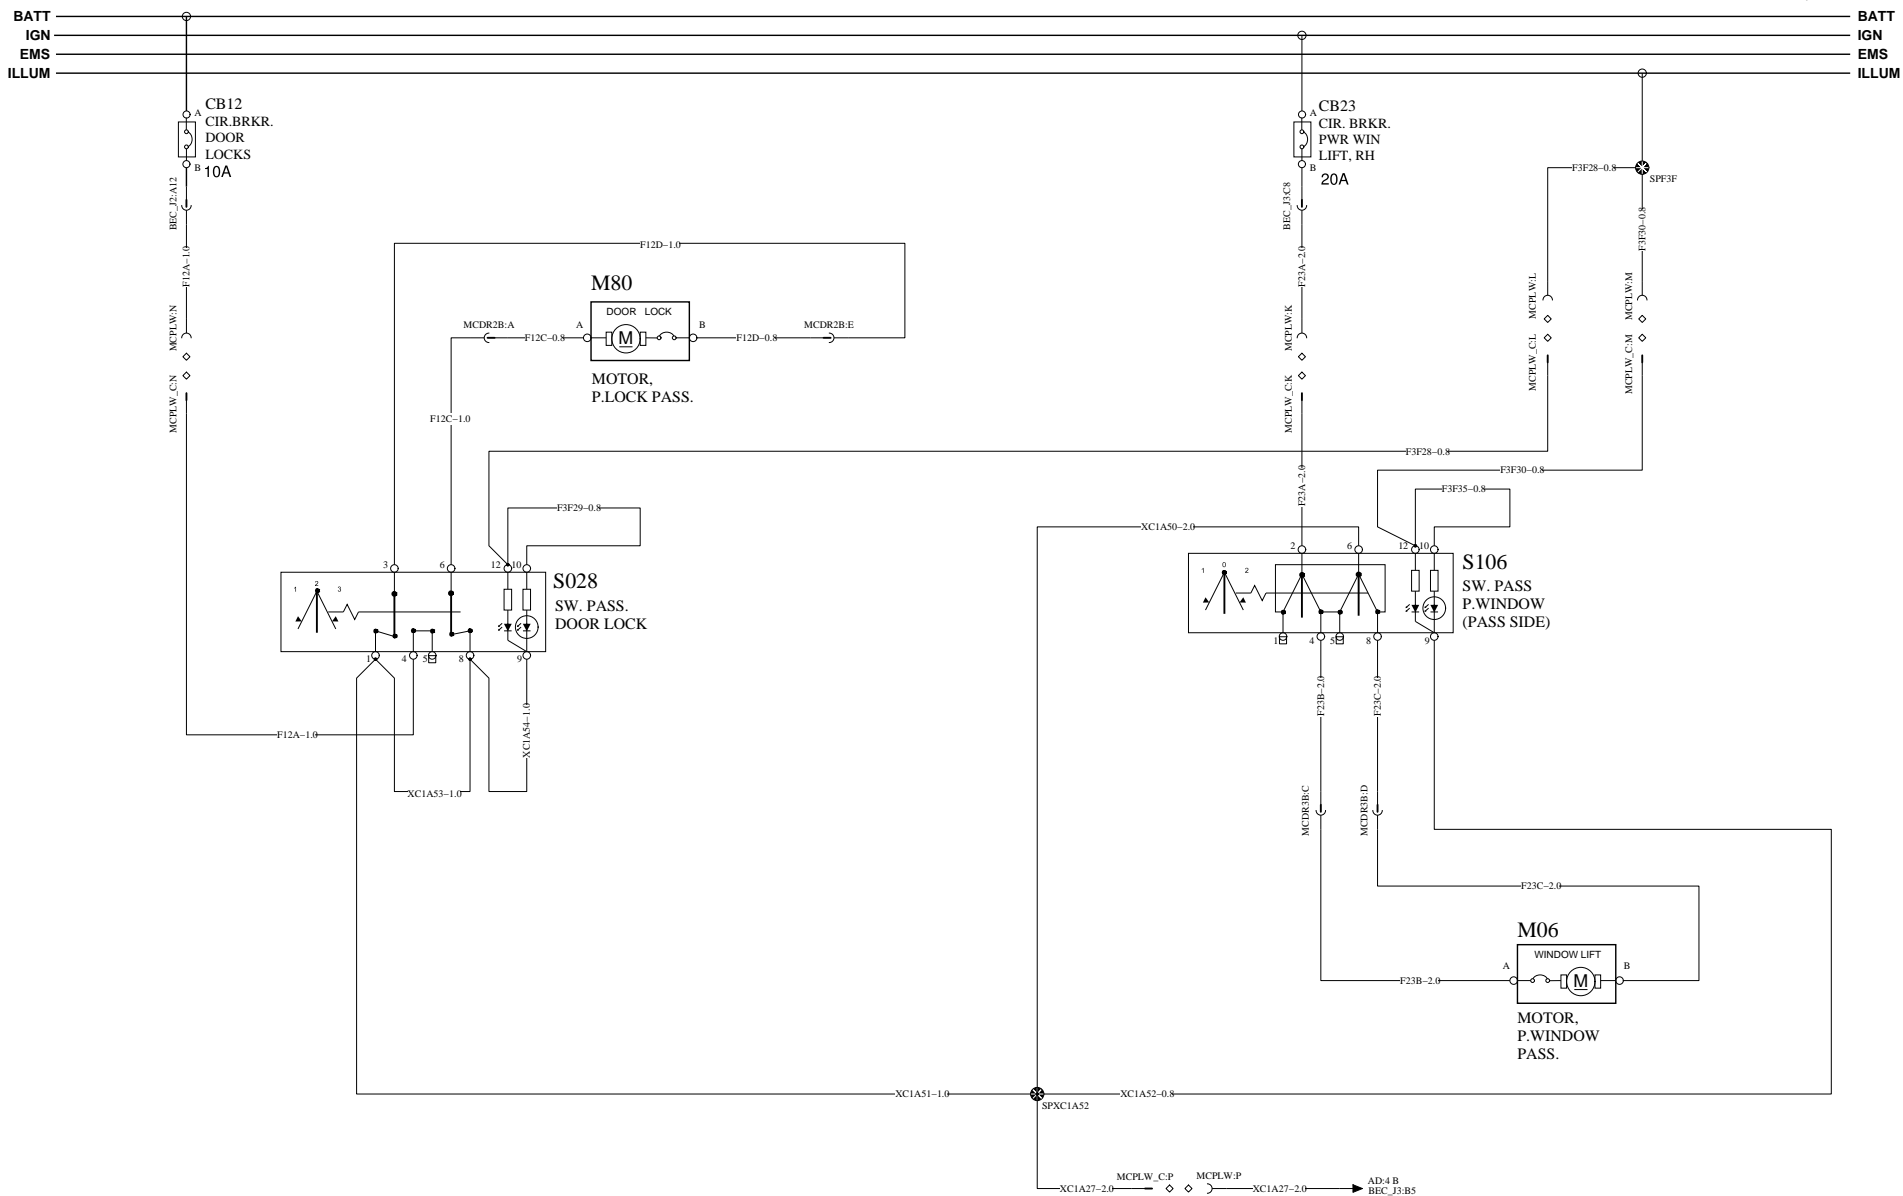 BATT
BATT
IGN
IGN
EMS
EMS
ILLUM
ILLUM
A
CB12
CIR.BRKR.
DOOR
LOCKS
B
10A
BEC_J2:A12
F12A−1.0
MCPLW:N
MCPLW_C:N
A
CB23
CIR. BRKR.
PWR WIN
LIFT, RH
B
20A
BEC_J3:C8
F23A−2.0
MCPLW:K
MCPLW_C:K
F23A−2.0
F3F28−0.8
SPF3F
F3F30−0.8
MCPLW:L
MCPLW_C:L
MCPLW:M
MCPLW_C:M
F12D−1.0
M80
DOOR LOCK
M
MCDR2B:A
F12C−0.8
A
B
F12D−0.8
MCDR2B:E
MOTOR,
P.LOCK PASS.
F12C−1.0
F3F28−0.8
F3F30−0.8
F3F35−0.8
F3F29−0.8
XC1A50−2.0
3
6
12
10
S028
SW. PASS.
DOOR LOCK
1
2
3
1
4
5
8
9
2
6
12
10
S106
SW. PASS
P.WINDOW
(PASS SIDE)
1
0
2
1
4
5
8
9
F12A−1.0
XC1A54−1.0
XC1A53−1.0
F23B−2.0
F23C−2.0
MCDR3B:C
MCDR3B:D
F23C−2.0
M06
WINDOW LIFT
A
M
B
F23B−2.0
MOTOR,
P.WINDOW
PASS.
XC1A51−1.0
XC1A52−0.8
SPXC1A52
XC1A27−2.0
MCPLW_C:P
MCPLW:P
XC1A27−2.0
AD:4 B
BEC_J3:B5